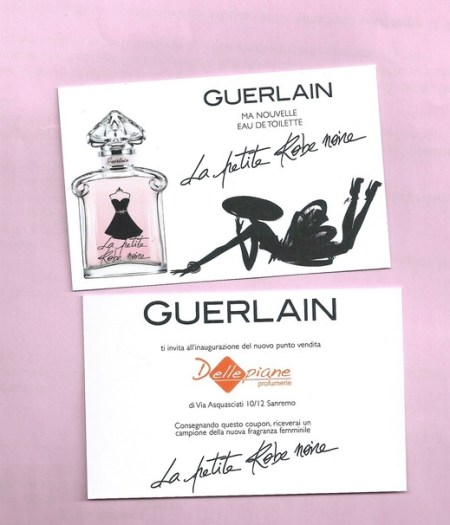 GUERLAIN
MA NOUVELLE
EAU DE TOILETTE
La petite Robe noire
Guerlain
La petite
Robe noire
GUERLAIN
ti invita all'inaugurazione del nuovo punto vendita
Dellepiane
profumerie
di Via Asquasciati 10/12 Sanremo
Consegnando questo coupon, riceverai un
campione della nuova fragranza femminile
La petite Robe noire